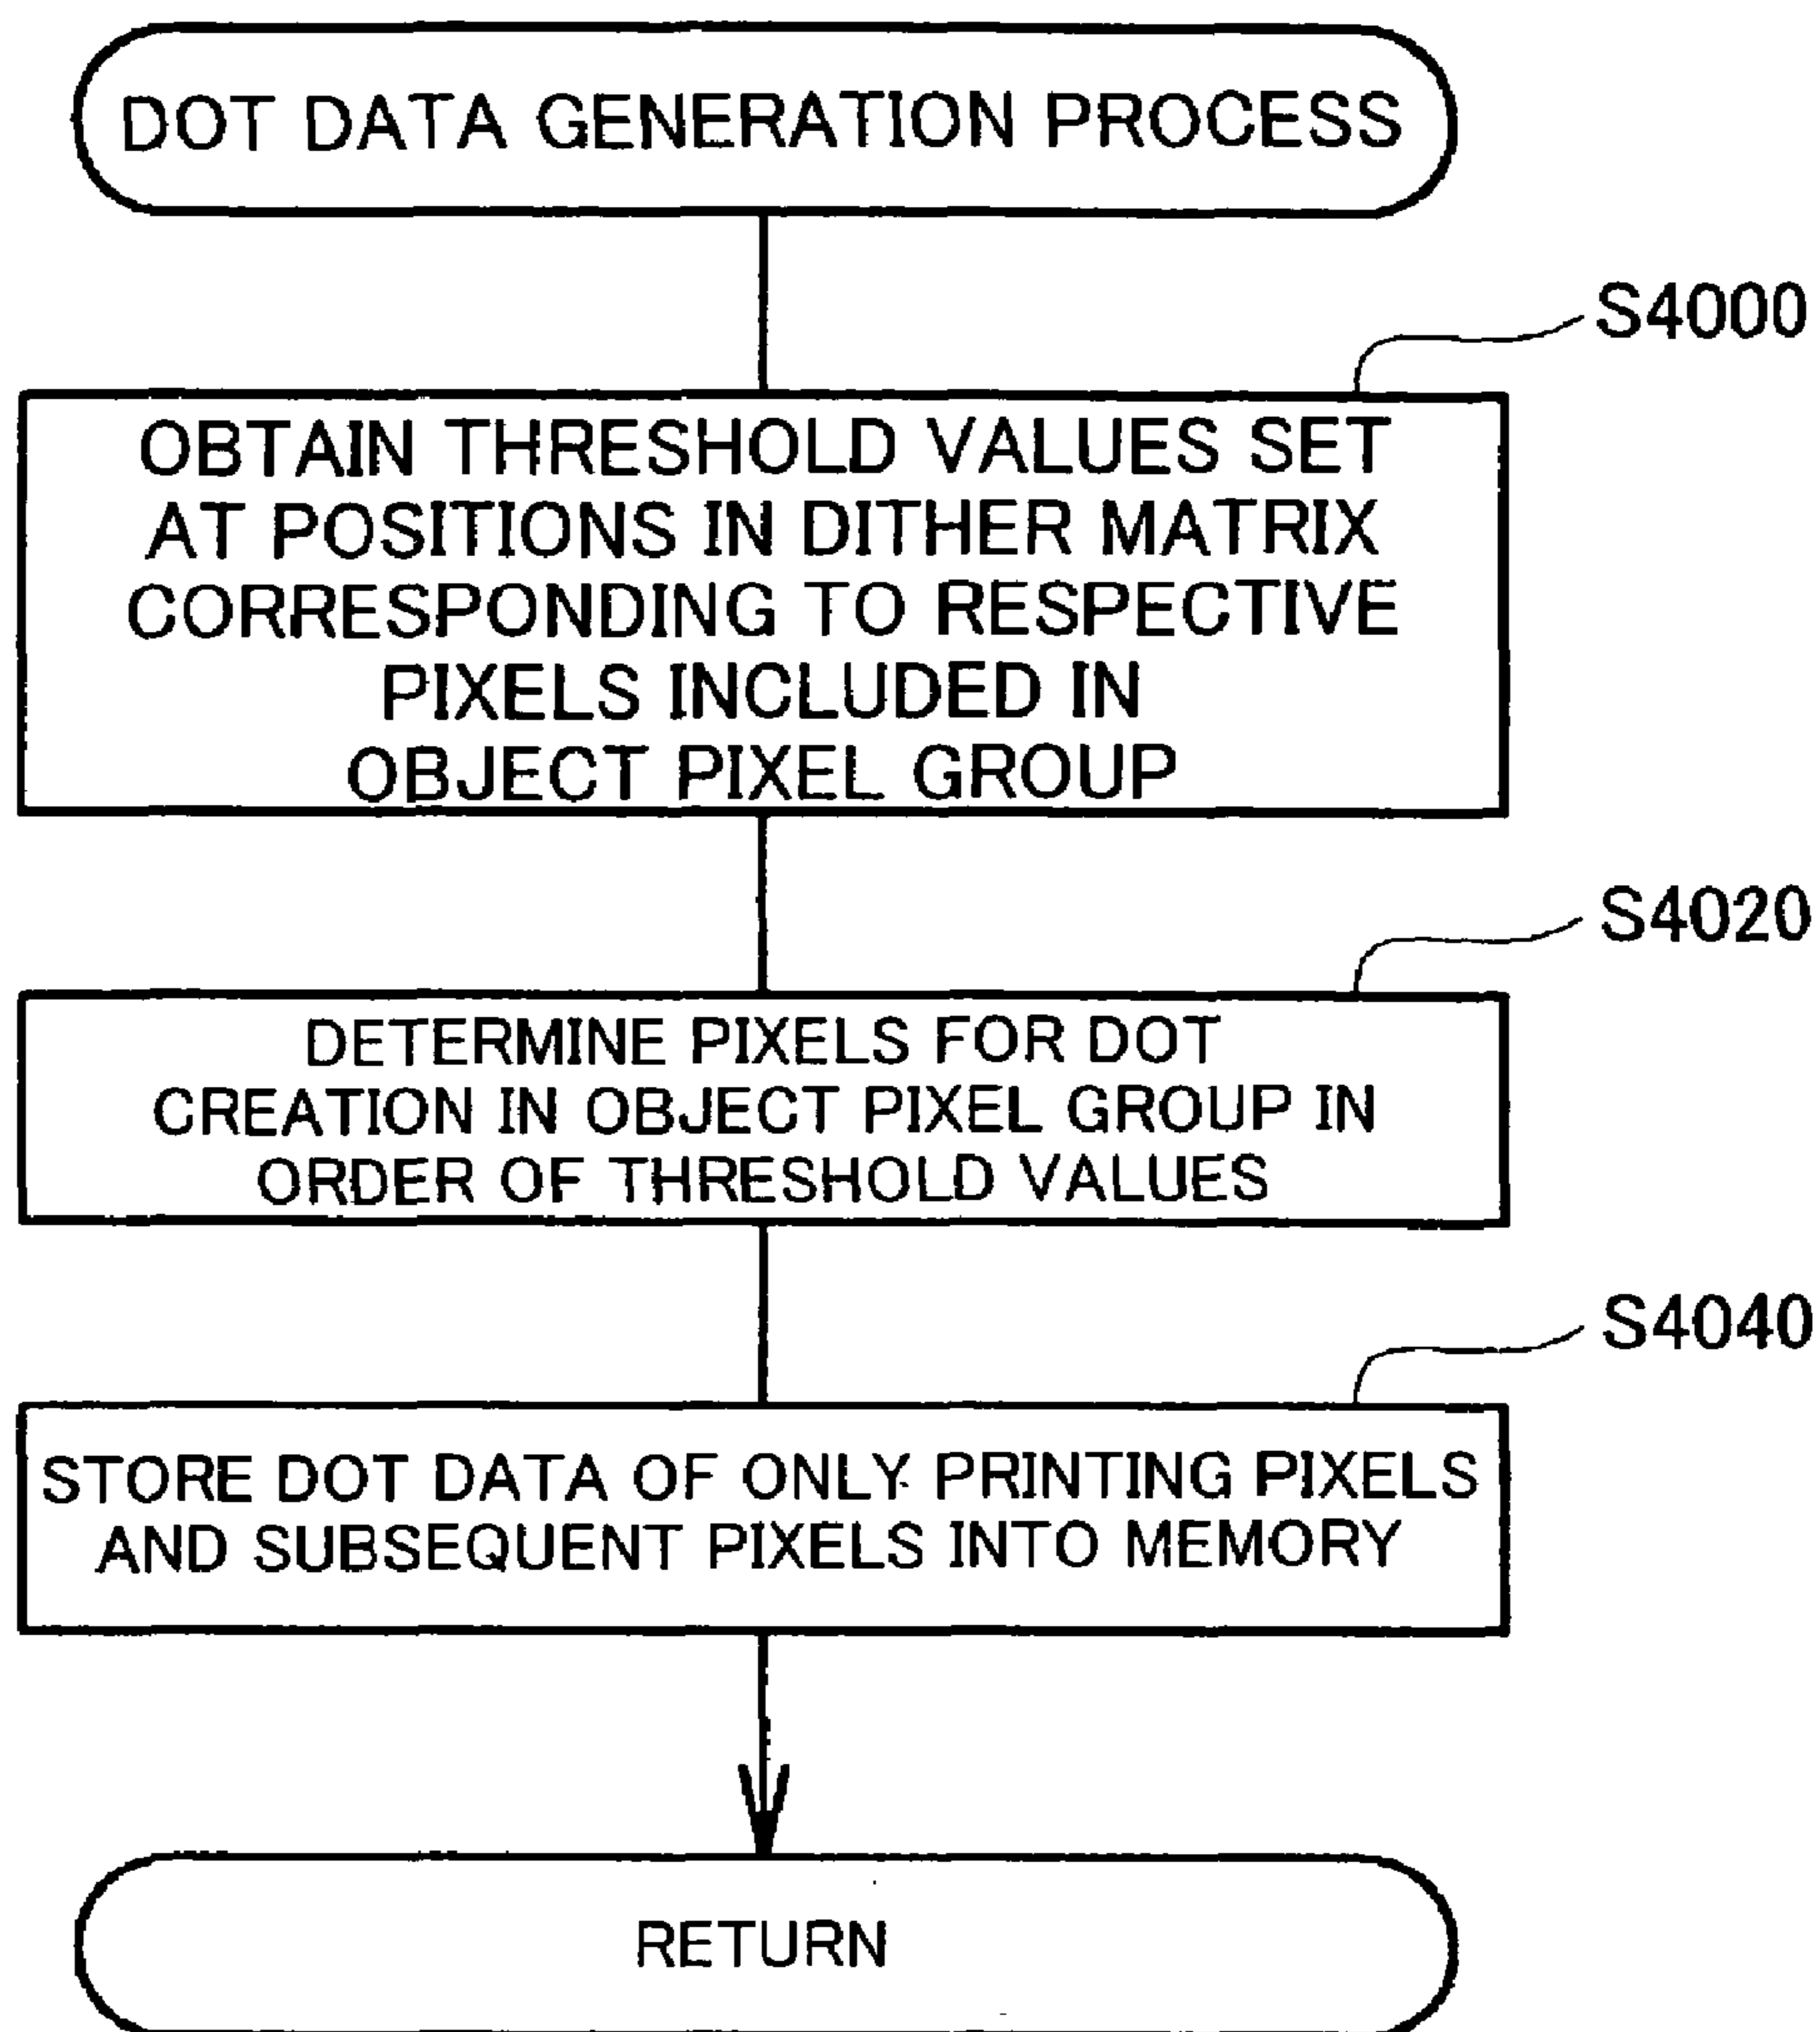 DOT DATA GENERATION PROCESS
S4000
OBTAIN THRESHOLD VALUES SET
AT POSITIONS IN DITHER MATRIX
CORRESPONDING TO RESPECTIVE
PIXELS INCLUDED IN
OBJECT PIXEL GROUP
S4020
DETERMINE PIXELS FOR DOT
CREATION IN OBJECT PIXEL GROUP IN
ORDER OF THRESHOLD VALUES
S4040
STORE DOT DATA OF ONLY PRINTING PIXELS
AND SUBSEQUENT PIXELS INTO MEMORY
RETURN